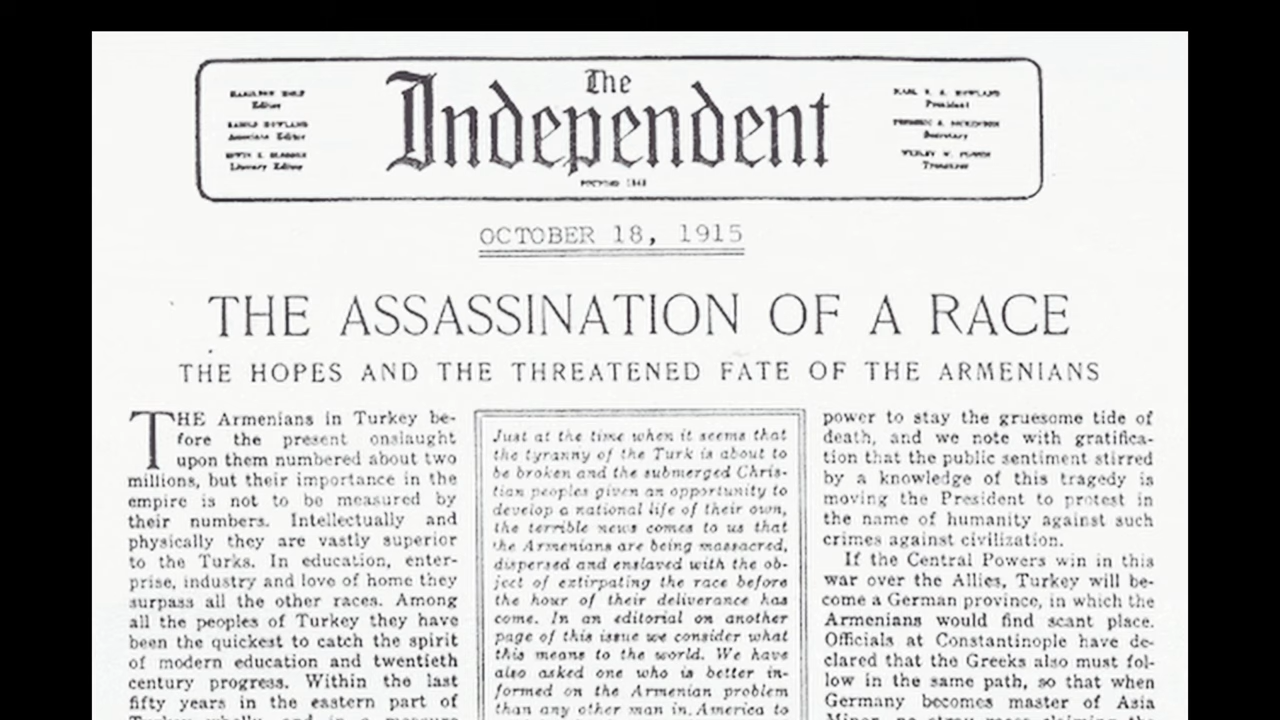 The
Independent
FOUNDED 1848
Editor
Associate Editor
Literary Editor
President
Secretary
Treasurer
OCTOBER 18, 1915
THE ASSASSINATION OF A RACE
THE HOPES AND THE THREATENED FATE OF THE ARMENIANS
THE Armenians in Turkey be-
fore the present onslaught
upon them numbered about two
millions, but their importance in the
empire is not to be measured by
their numbers. Intellectually and
physically they are vastly superior
to the Turks. In education, enter-
prise, industry and love of home they
surpass all the other races. Among
all the peoples of Turkey they have
been the quickest to catch the spirit
of modern education and twentieth
century progress. Within the last
fifty years in the eastern part of
Just at the time when it seems that
the tyranny of the Turk is about to
be broken and the submerged Chris-
tian peoples given an opportunity to
develop a national life of their own,
the terrible news comes to us that
the Armenians are being massacred,
dispersed and enslaved with the ob-
ject of extirpating the race before
the hour of their deliverance has
come. In an editorial on another
page of this issue we consider what
this means to the world. We have
also asked one who is better in-
formed on the Armenian problem
than any other man in America to
power to stay the gruesome tide of
death, and we note with gratifica-
tion that the public sentiment stirred
by a knowledge of this tragedy is
moving the President to protest in
the name of humanity against such
crimes against civilization.
If the Central Powers win in this
war over the Allies, Turkey will be-
come a German province, in which the
Armenians would find scant place.
Officials at Constantinople have de-
clared that the Greeks also must fol-
low in the same path, so that when
Germany becomes master of Asia